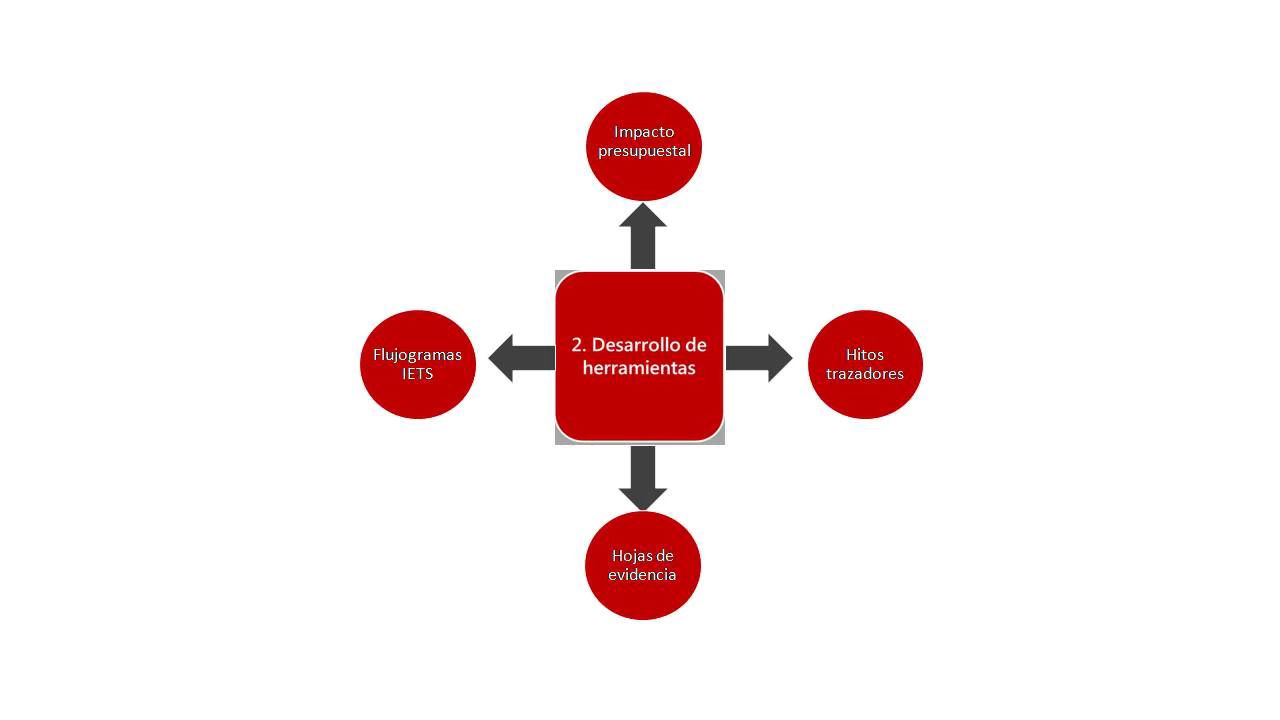 Impacto
presupuestal
Flujogramas
IETS
2. Desarrollo de
herramientas
Hitos
trazadores
Hojas de
evidencia